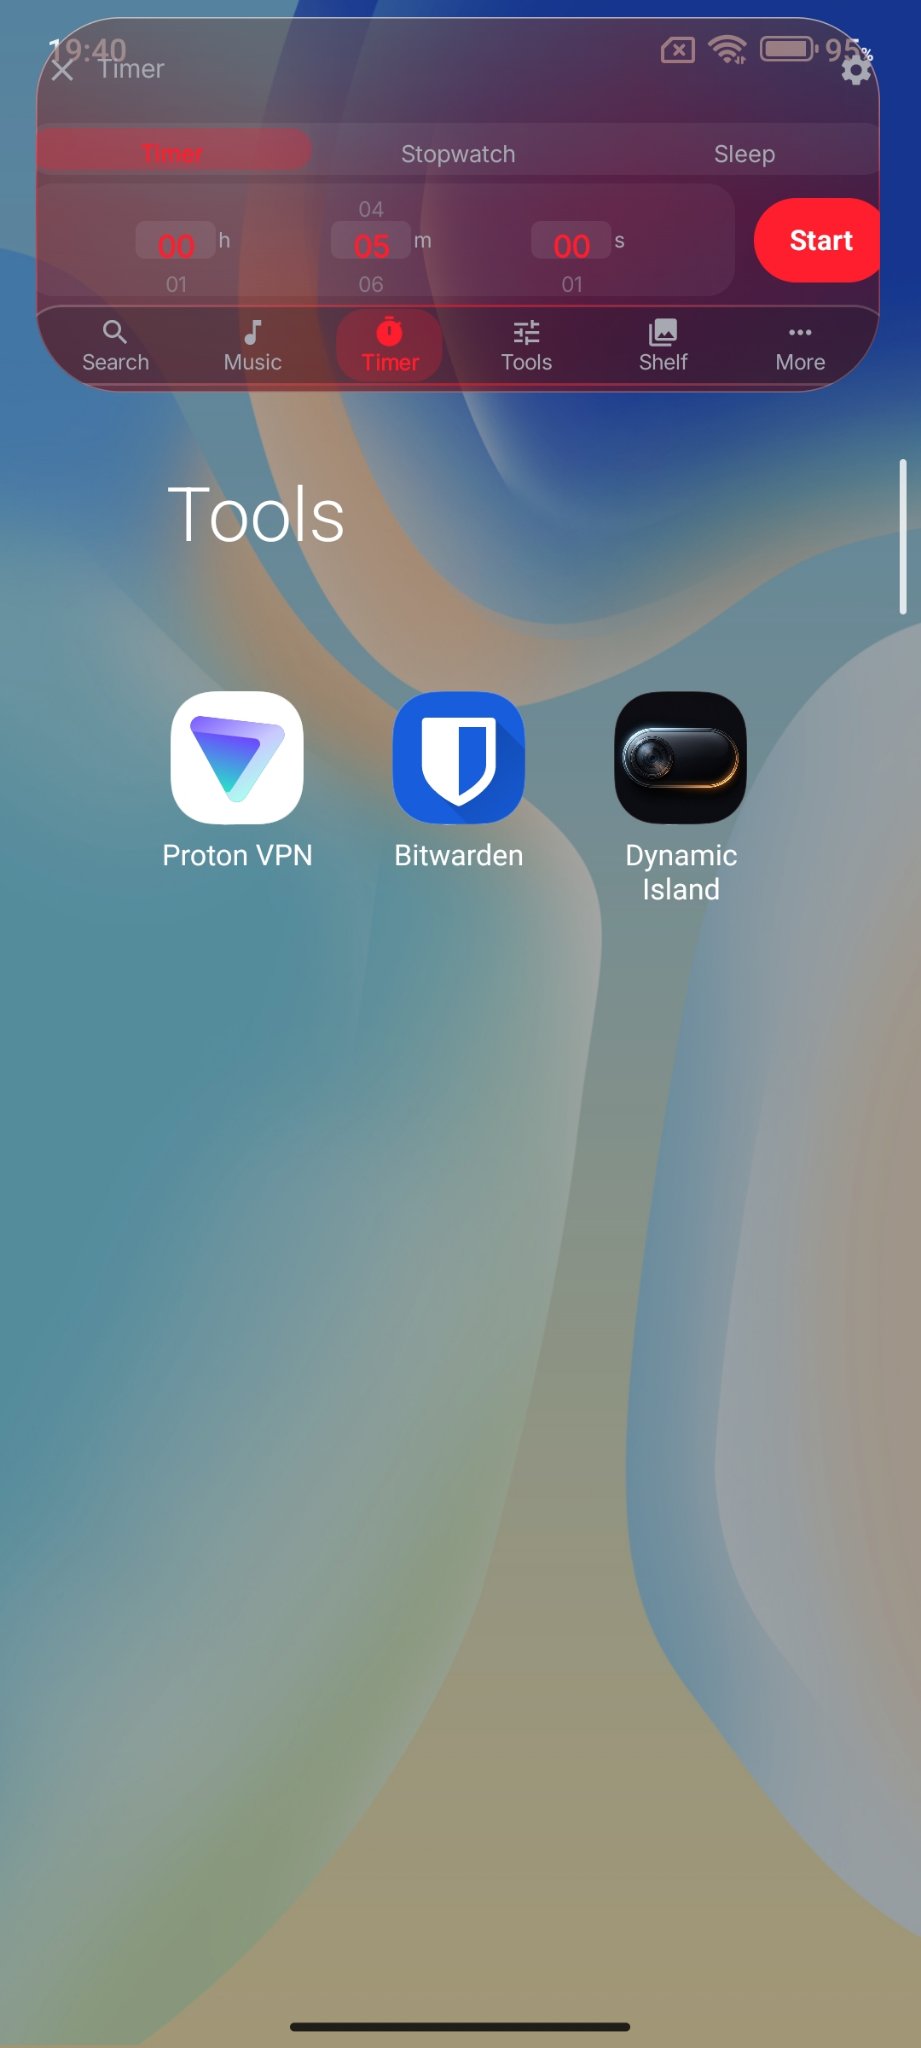 19:40
95%
Timer
Timer Stopwatch Sleep
04
00 h 05 m 00 s Start
01 06 01
Search Music Timer Tools Shelf More
Tools
Proton VPN Bitwarden Dynamic
Island